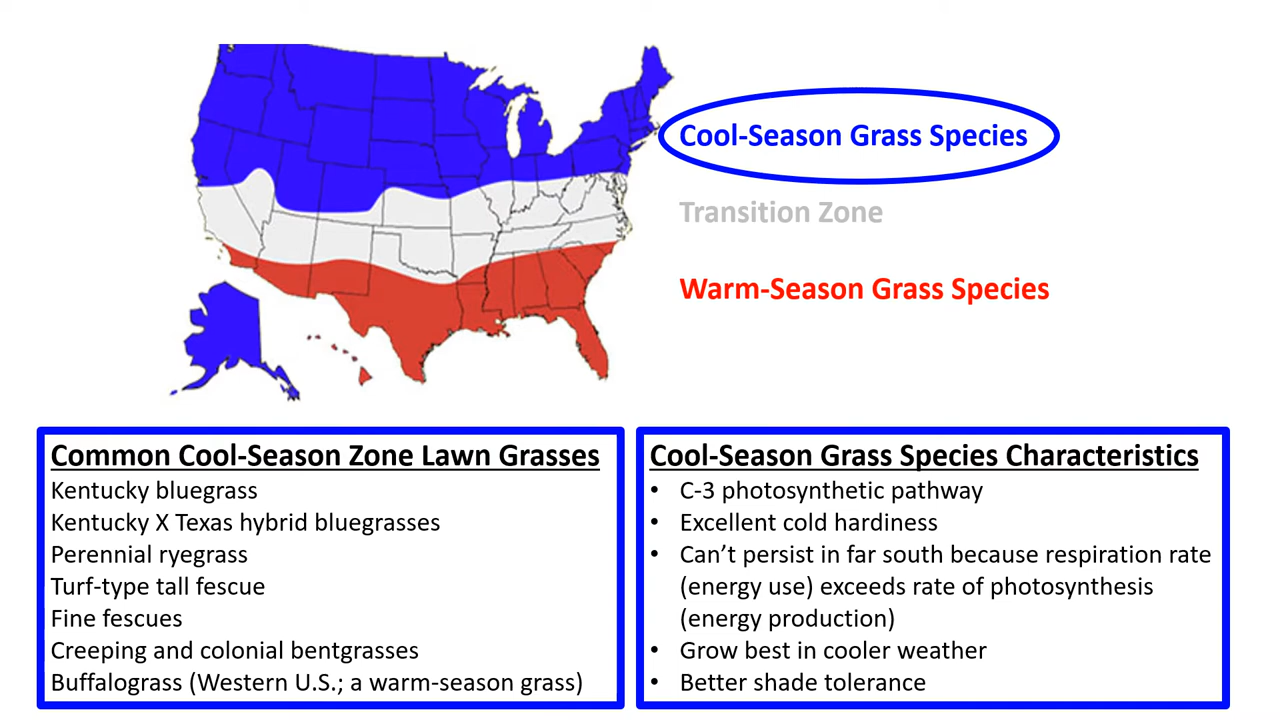 Cool-Season Grass Species
Transition Zone
Warm-Season Grass Species
Common Cool-Season Zone Lawn Grasses
Kentucky bluegrass
Kentucky X Texas hybrid bluegrasses
Perennial ryegrass
Turf-type tall fescue
Fine fescues
Creeping and colonial bentgrasses
Buffalograss (Western U.S.; a warm-season grass)
Cool-Season Grass Species Characteristics
• C-3 photosynthetic pathway
• Excellent cold hardiness
• Can’t persist in far south because respiration rate
(energy use) exceeds rate of photosynthesis
(energy production)
• Grow best in cooler weather
• Better shade tolerance